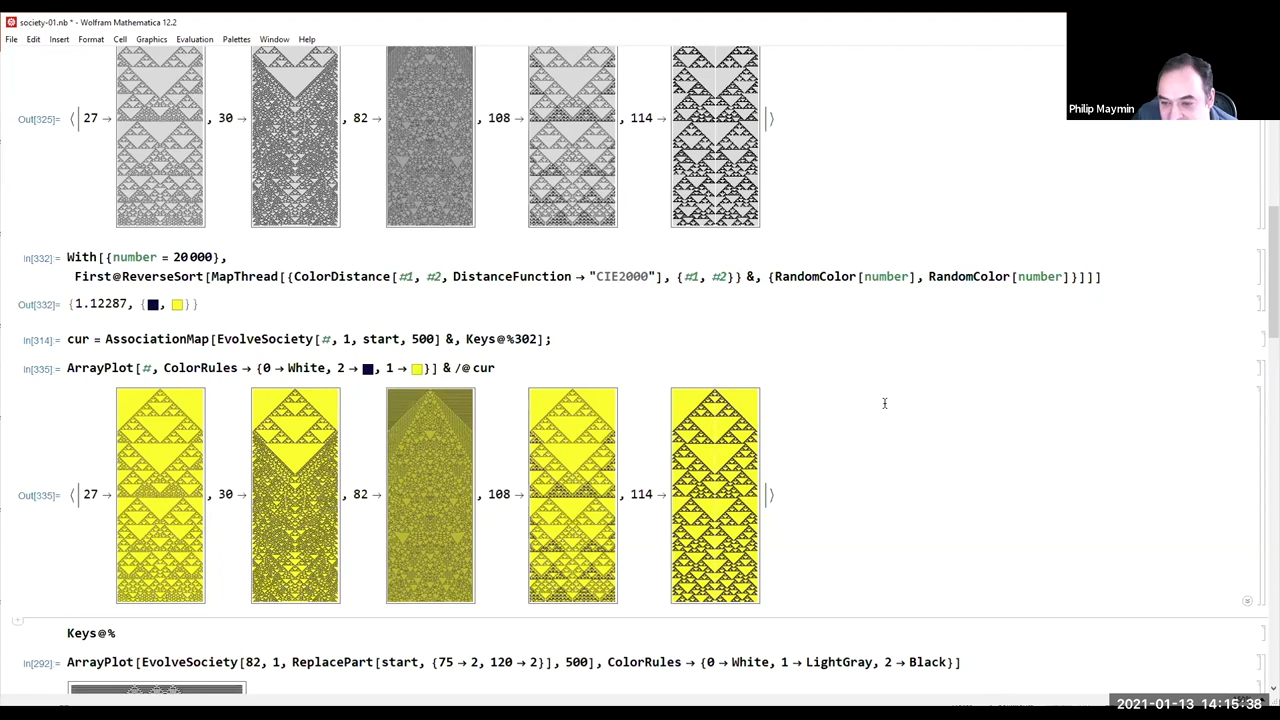 society-01.nb * - Wolfram Mathematica 12.2
File Edit Insert Format Cell Graphics Evaluation Palettes Window Help
Philip Maymin
Out[325]= ⟨| 27 → , 30 → , 82 → , 108 → , 114 → |⟩
In[332]:= With[{number = 20000},
First@ReverseSort[MapThread[{ColorDistance[#1, #2, DistanceFunction → "CIE2000"], {#1, #2}} &, {RandomColor[number], RandomColor[number]}]]]
Out[332]= {1.12287, { , }}
In[314]:= cur = AssociationMap[EvolveSociety[#, 1, start, 500] &, Keys@%302];
In[335]:= ArrayPlot[#, ColorRules → {0 → White, 2 → , 1 → }] & /@ cur
Out[335]= ⟨| 27 → , 30 → , 82 → , 108 → , 114 → |⟩
Keys@%
In[292]:= ArrayPlot[EvolveSociety[82, 1, ReplacePart[start, {75 → 2, 120 → 2}], 500], ColorRules → {0 → White, 1 → LightGray, 2 → Black}]
2021-01-13 14:15:38